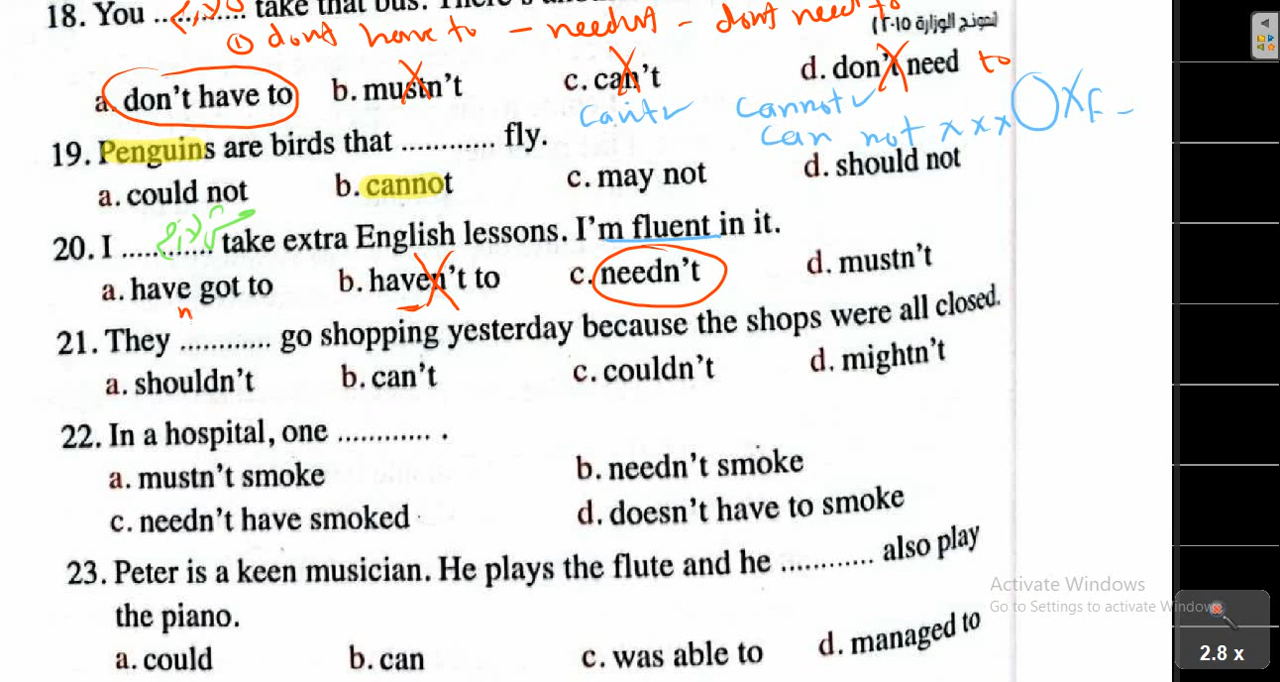 18. You ............ take that bus.
① dont have to – neednt – dont need to
(نموذج الوزارة ٢٠١٥)
a. don't have to b. mustn't c. can't d. don't need to
cant cannot
can not xxx
19. Penguins are birds that ............ fly.
a. could not b. cannot c. may not d. should not
20. I ............ take extra English lessons. I'm fluent in it.
a. have got to b. haven't to c. needn't d. mustn't
n
21. They ............ go shopping yesterday because the shops were all closed.
a. shouldn't b. can't c. couldn't d. mightn't
22. In a hospital, one ............ .
a. mustn't smoke b. needn't smoke
c. needn't have smoked d. doesn't have to smoke
23. Peter is a keen musician. He plays the flute and he ............ also play
the piano.
a. could b. can c. was able to d. managed to
Activate Windows
Go to Settings to activate Windows
2.8 x